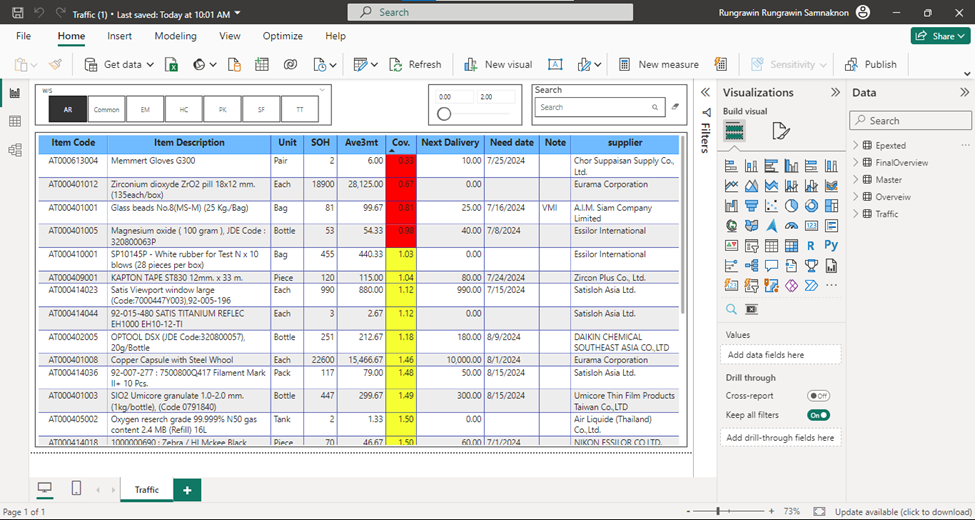 Traffic (1) • Last saved: Today at 10:01 AM
Search
Rungrawin Rungrawin Samnaknon
File Home Insert Modeling View Optimize Help
Share
Get data
Refresh
New visual
New measure
Sensitivity
Publish
w/s
AR Common EM HC PK SF TT
0.00 2.00
Search
Search
Item Code Item Description Unit SOH Ave3mt Cov. Next Dalivery Need date Note supplier
AT000613004 Memmert Gloves G300 Pair 2 6.00 0.33 10.00 7/25/2024 Chor Suppaisan Supply Co.,
Ltd.
AT000401012 Zirconium dioxyde ZrO2 pill 18x12 mm. Each 18900 28,125.00 0.67 0.00 Eurama Corporation
(135each/box)
AT000401001 Glass beads No.8(MS-M) (25 Kg./Bag) Bag 81 99.67 0.81 25.00 7/16/2024 VMI A.I.M. Siam Company
Limited
AT000401005 Magnesium oxide ( 100 gram ), JDE Code : Bottle 53 54.33 0.98 40.00 7/8/2024 Essilor International
320800063P
AT000410001 SP10145P - White rubber for Test N x 10 Bag 455 440.33 1.03 0.00 Essilor International
blows (28 pieces per box)
AT000409001 KAPTON TAPE ST830 12mm. x 33 m. Piece 120 115.00 1.04 80.00 7/24/2024 Zircon Plus Co., Ltd.
AT000414023 Satis Viewport window large Each 990 880.00 1.12 990.00 7/15/2024 Satisloh Asia Ltd.
(Code:7000447Y003),92-005-196
AT000414044 92-015-480 SATIS TITANIUM REFLEC Each 3 2.67 1.12 0.00 Satisloh Asia Ltd.
EH1000 EH10-12-TI
AT000402005 OPTOOL DSX (JDE Code:320800057), Bottle 251 212.67 1.18 180.00 8/9/2024 DAIKIN CHEMICAL
20g/Bottle SOUTHEAST ASIA CO.,LTD
AT000401008 Copper Capsule with Steel Whool Each 22600 15,466.67 1.46 10,000.00 8/1/2024 Eurama Corporation
AT000414036 92-007-277 : 7500800Q417 Filament Mark Pack 117 79.00 1.48 50.00 8/15/2024 Satisloh Asia Ltd.
II+ 10 Pcs.
AT000401003 SIO2 Umicore granulate 1.0-2.0 mm. Bottle 447 299.67 1.49 300.00 8/15/2024 Umicore Thin Film Products
(1kg/bottle), (Code 0791840) Taiwan Co.,LTD
AT000405002 Oxygen reserch grade 99.999% N50 gas Tank 2 1.33 1.50 0.00 Air Liquide (Thailand)
content 2.4 MB (Refill) 16L Co.,Ltd.
AT000414018 1000000690 : Zebra / HI Mckee Black Piece 70 46.67 1.50 60.00 7/1/2024 NIKON ESSILOR CO LTD.
Filters
Visualizations
Build visual
R Py
Values
Add data fields here
Drill through
Cross-report Off
Keep all filters On
Add drill-through fields here
Data
Search
Epexted
FinalOverview
Master
Overveiw
Traffic
Traffic
Page 1 of 1
73%
Update available (click to download)